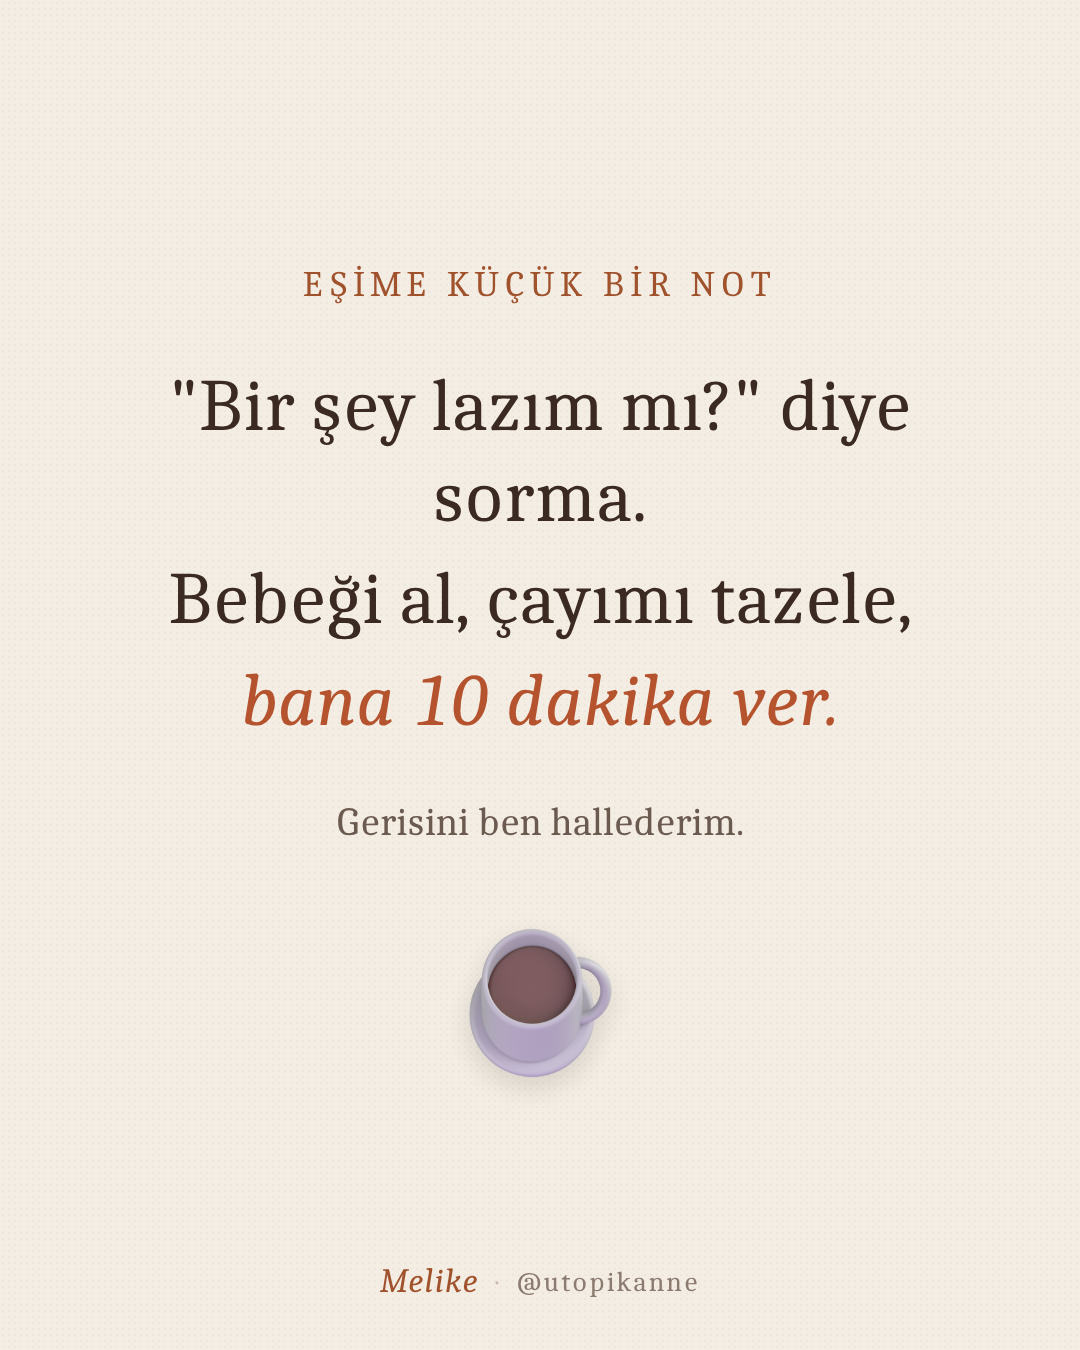 EŞİME KÜÇÜK BİR NOT
"Bir şey lazım mı?" diye
sorma.
Bebeği al, çayımı tazele,
bana 10 dakika ver.
Gerisini ben hallederim.
Melike · @utopikanne